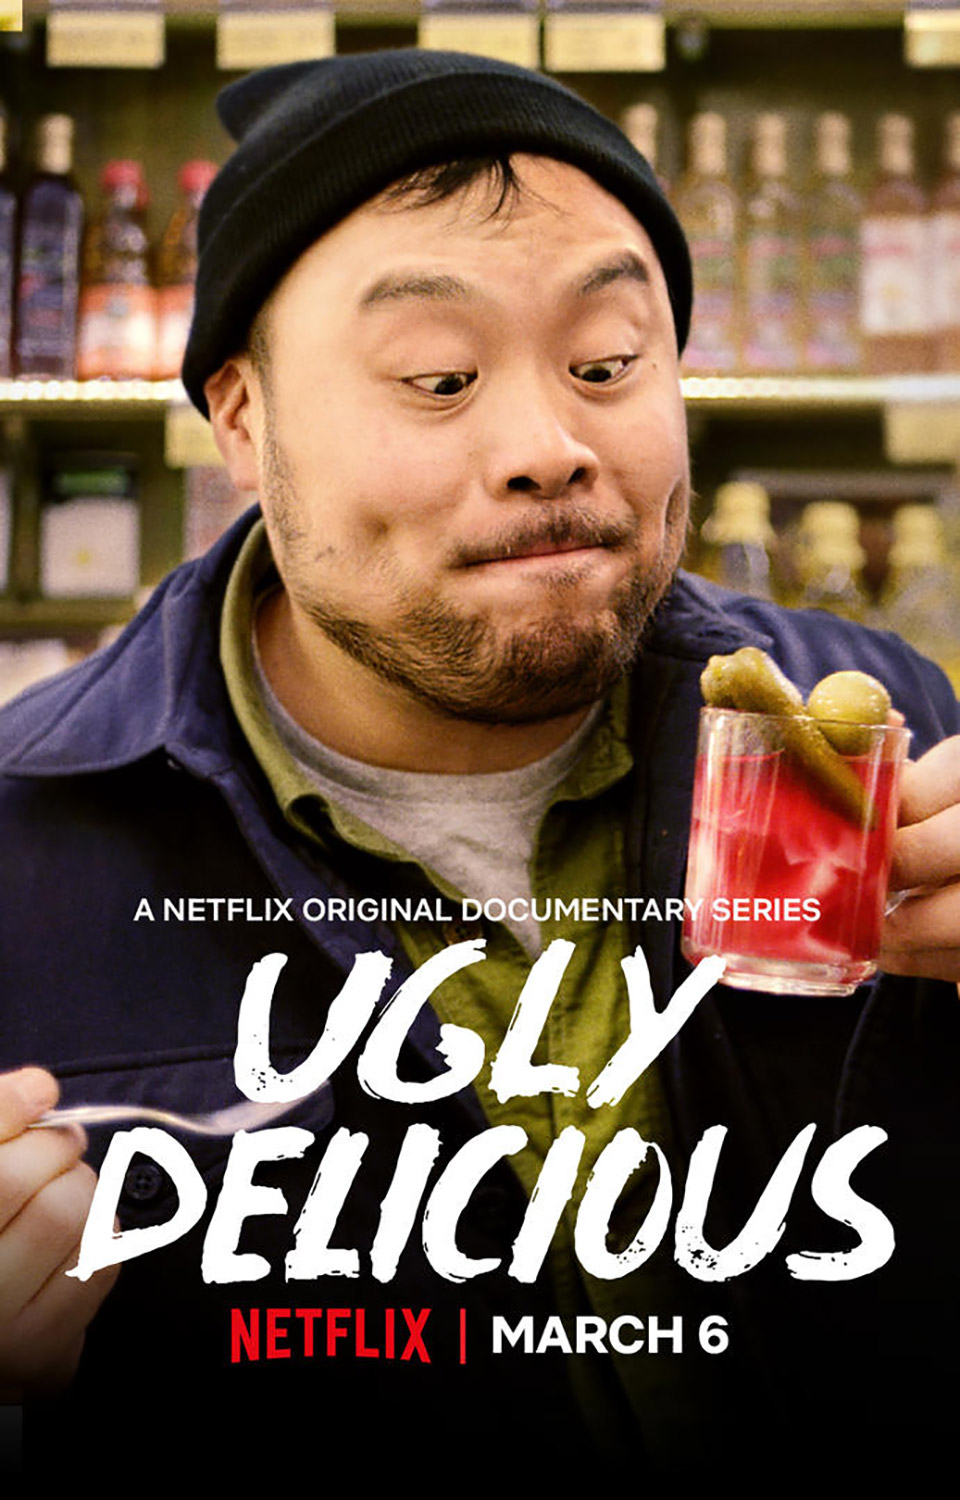 A NETFLIX ORIGINAL DOCUMENTARY SERIES
UGLY
DELICIOUS
NETFLIX | MARCH 6